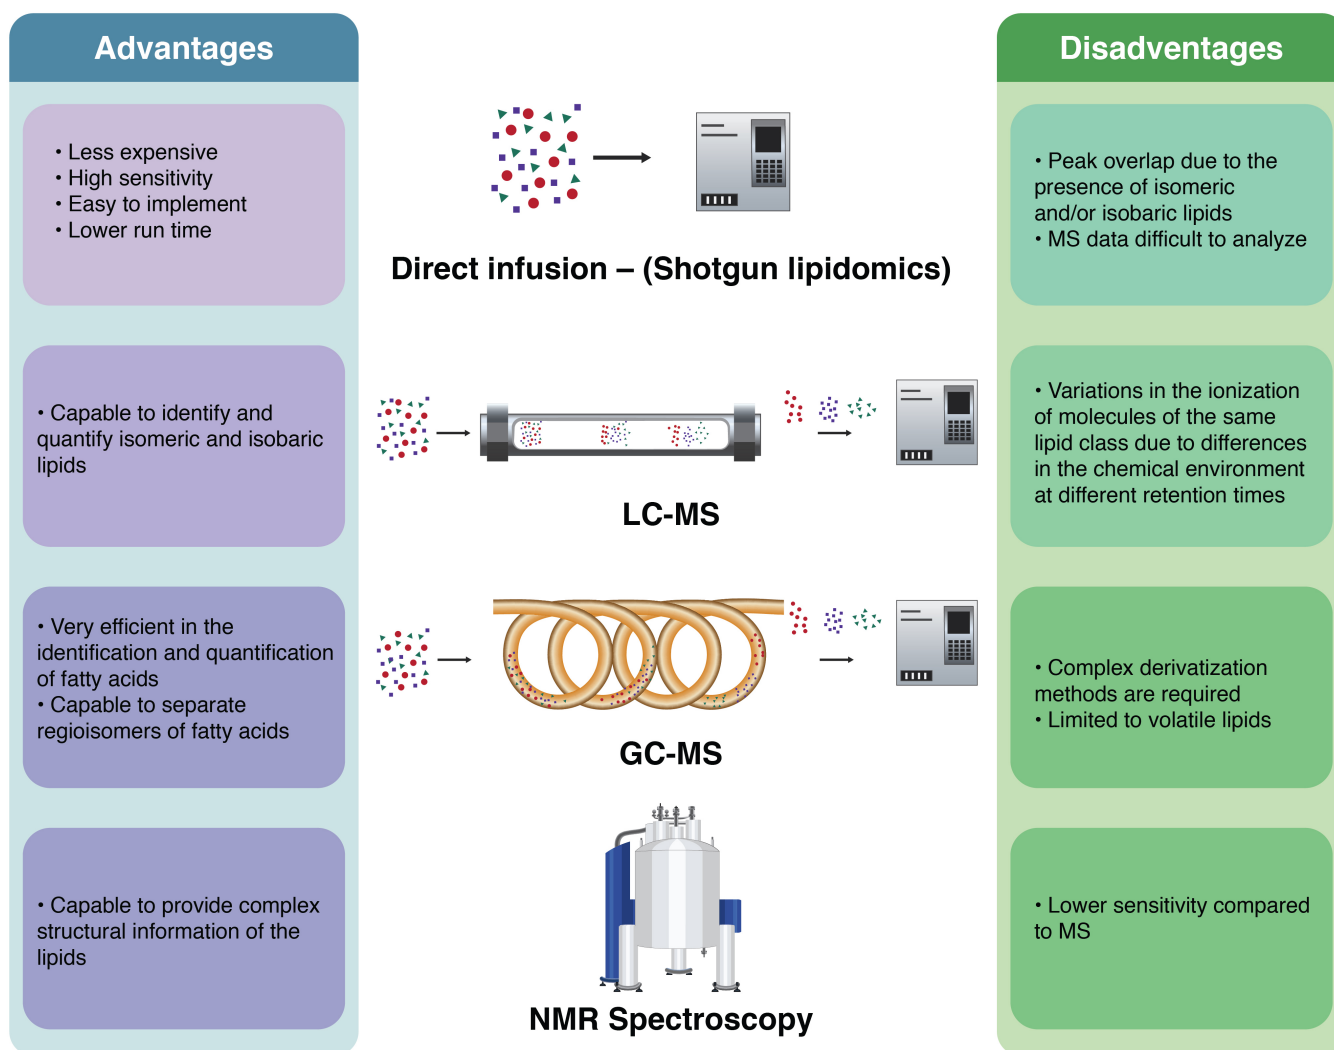 Advantages
Disadventages
• Less expensive
• High sensitivity
• Easy to implement
• Lower run time
Direct infusion – (Shotgun lipidomics)
• Peak overlap due to the
presence of isomeric
and/or isobaric lipids
• MS data difficult to analyze
• Capable to identify and
quantify isomeric and isobaric
lipids
LC-MS
• Variations in the ionization
of molecules of the same
lipid class due to differences
in the chemical environment
at different retention times
• Very efficient in the
identification and quantification
of fatty acids
• Capable to separate
regioisomers of fatty acids
GC-MS
• Complex derivatization
methods are required
• Limited to volatile lipids
• Capable to provide complex
structural information of the
lipids
NMR Spectroscopy
• Lower sensitivity compared
to MS